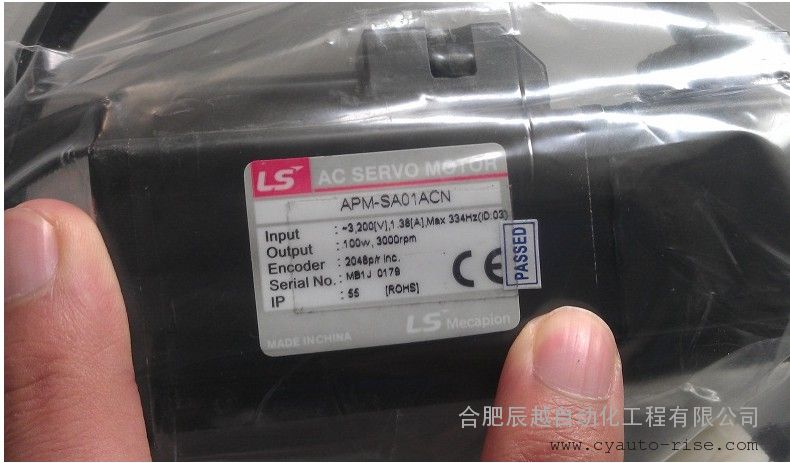 LS AC SERVO MOTOR
APM-SA01ACN
Input : ~3,200[V],1.38[A],Max 334Hz(ID:03)
Output : 100w, 3000rpm
Encoder : 2048p/r Inc.
Serial No. : MB1J 0179
IP : 55 [ROHS]
CE
PASSED
LS Mecapion
MADE IN CHINA
合肥辰越自动化工程有限公司
www.cyauto-rise.com